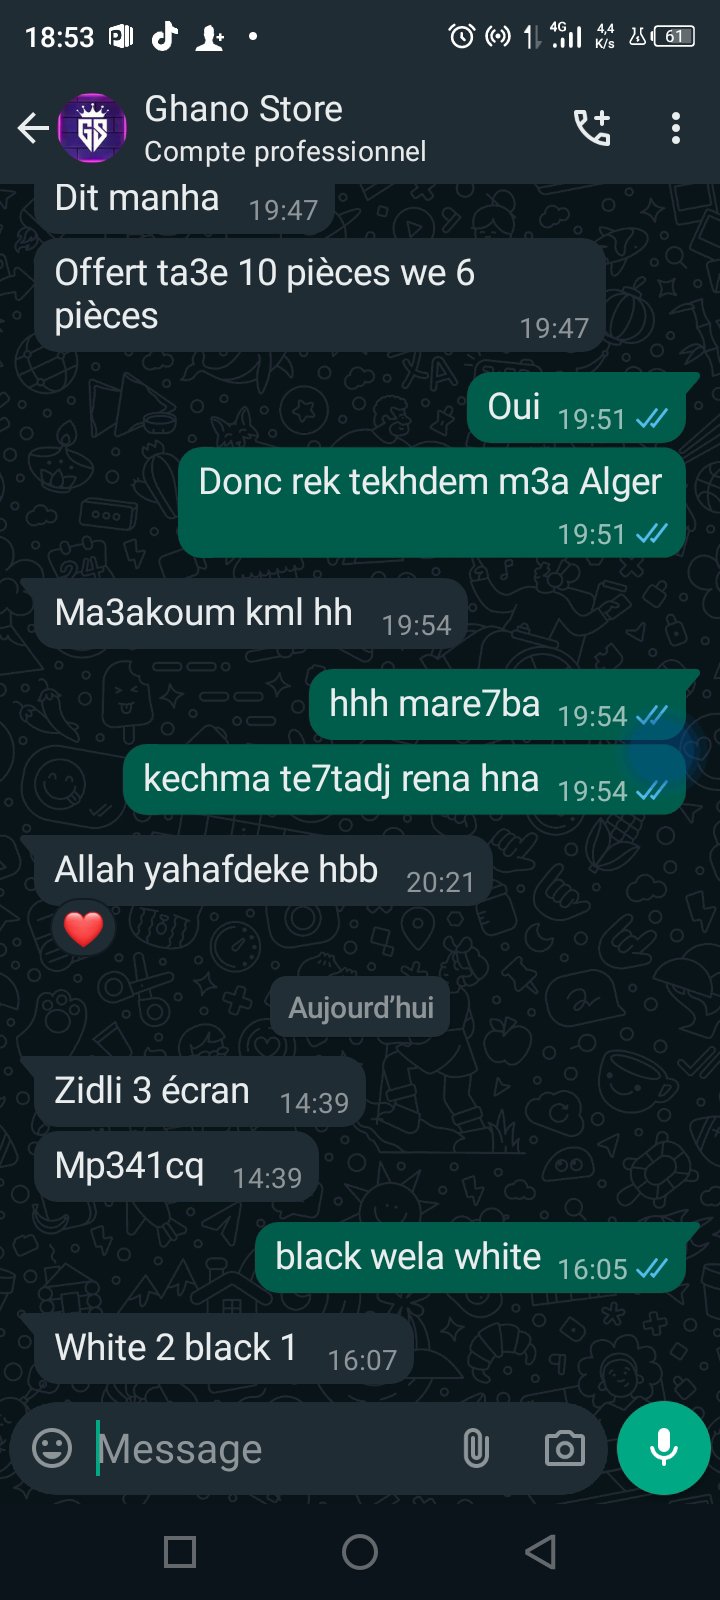 18:53
4G
4,4
K/s
61
GS
Ghano Store
Compte professionnel
Dit manha 19:47
Offert ta3e 10 pièces we 6
pièces
19:47
Oui 19:51
Donc rek tekhdem m3a Alger
19:51
Ma3akoum kml hh 19:54
hhh mare7ba 19:54
kechma te7tadj rena hna 19:54
Allah yahafdeke hbb 20:21
Aujourd'hui
Zidli 3 écran 14:39
Mp341cq 14:39
black wela white 16:05
White 2 black 1 16:07
Message